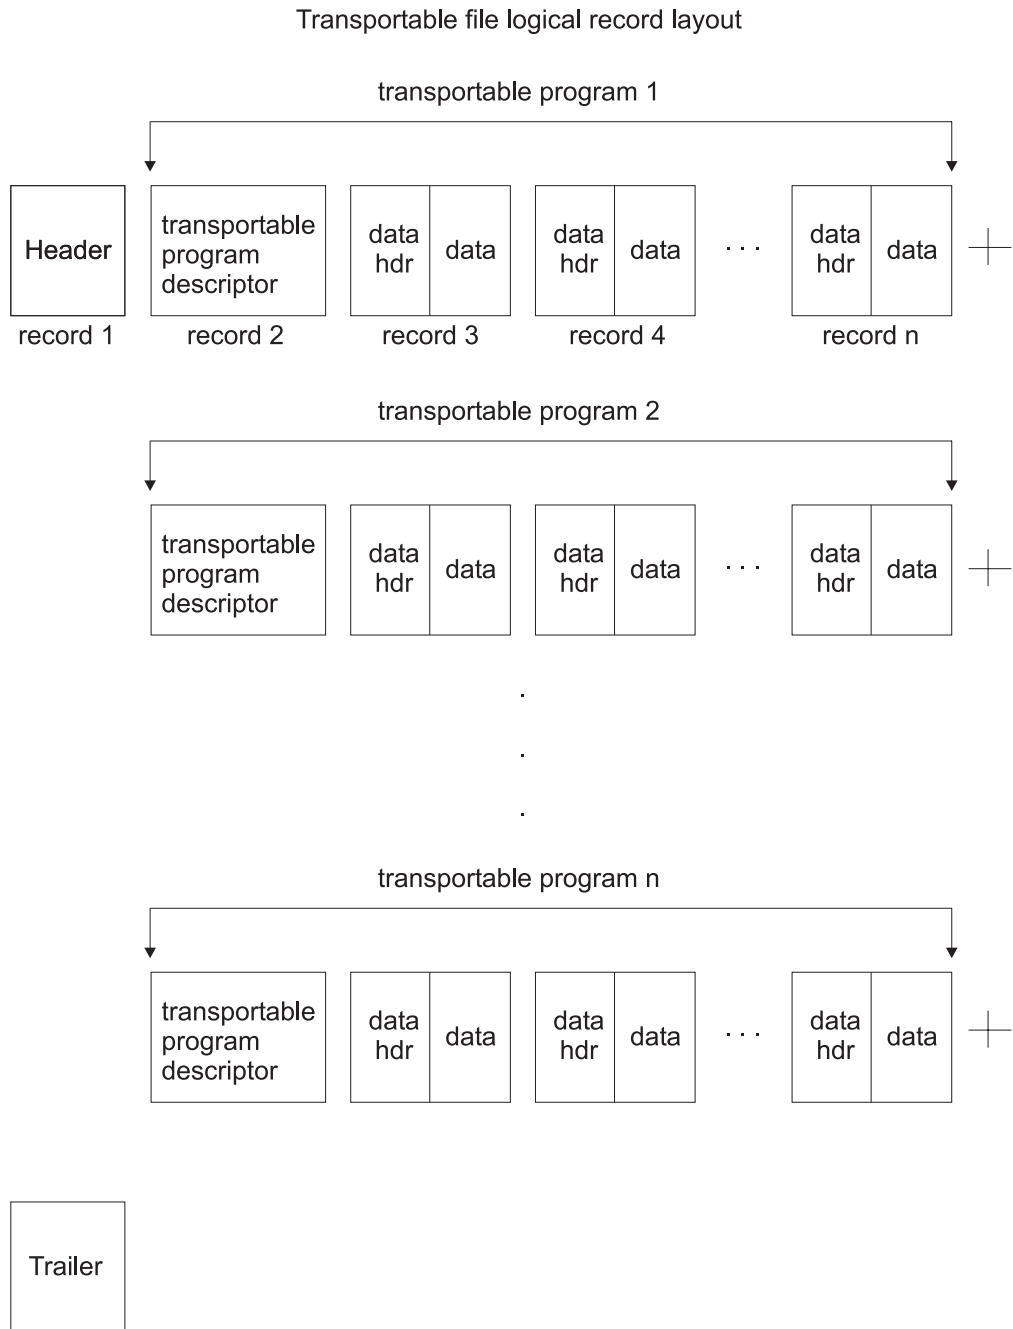 Transportable file logical record layout
transportable program 1
Header
transportable
program
descriptor
data
hdr
data
data
hdr
data
. . .
data
hdr
data
record 1
record 2
record 3
record 4
record n
transportable program 2
transportable
program
descriptor
data
hdr
data
data
hdr
data
. . .
data
hdr
data
.
.
.
transportable program n
transportable
program
descriptor
data
hdr
data
data
hdr
data
. . .
data
hdr
data
Trailer